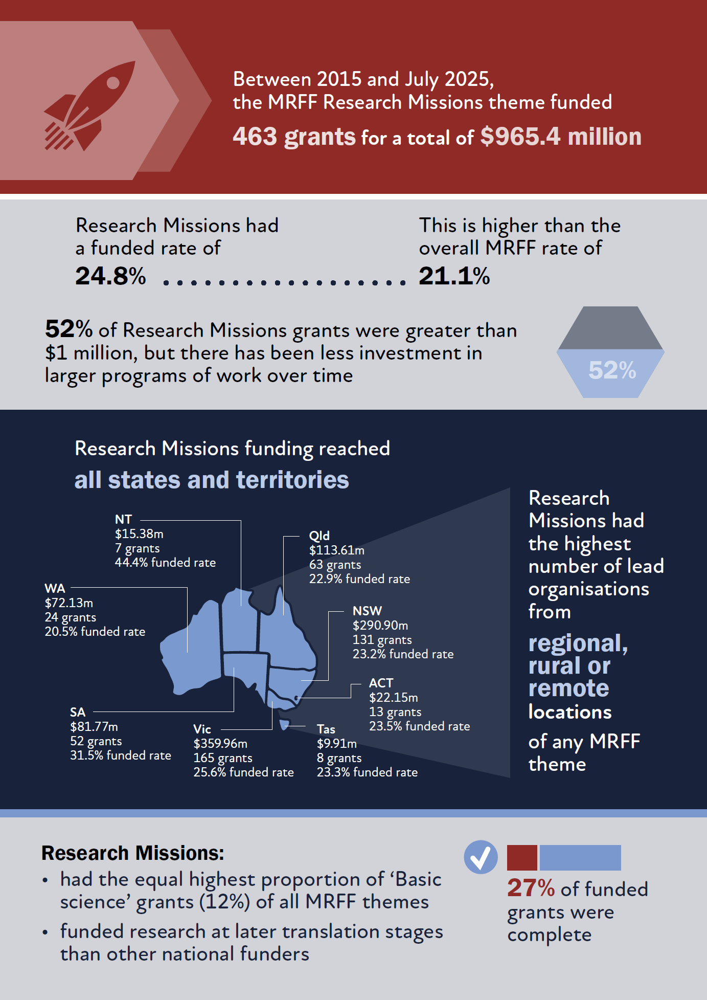 Between 2015 and July 2025,
the MRFF Research Missions theme funded
463 grants for a total of $965.4 million
Research Missions had
a funded rate of
24.8%
This is higher than the
overall MRFF rate of
21.1%
52% of Research Missions grants were greater than
$1 million, but there has been less investment in
larger programs of work over time
52%
Research Missions funding reached
all states and territories
NT
$15.38m
7 grants
44.4% funded rate
Qld
$113.61m
63 grants
22.9% funded rate
WA
$72.13m
24 grants
20.5% funded rate
NSW
$290.90m
131 grants
23.2% funded rate
ACT
$22.15m
13 grants
23.5% funded rate
SA
$81.77m
52 grants
31.5% funded rate
Vic
$359.96m
165 grants
25.6% funded rate
Tas
$9.91m
8 grants
23.3% funded rate
Research
Missions had
the highest
number of lead
organisations
from
regional,
rural or
remote
locations
of any MRFF
theme
Research Missions:
• had the equal highest proportion of ‘Basic
science’ grants (12%) of all MRFF themes
• funded research at later translation stages
than other national funders
27% of funded
grants were
complete